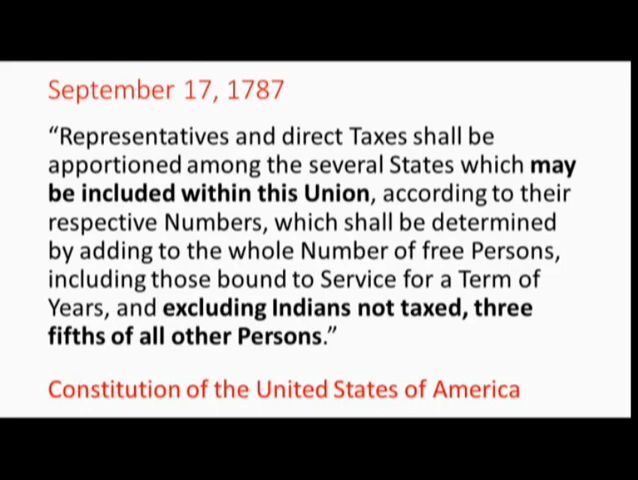 September 17, 1787
“Representatives and direct Taxes shall be
apportioned among the several States which may
be included within this Union, according to their
respective Numbers, which shall be determined
by adding to the whole Number of free Persons,
including those bound to Service for a Term of
Years, and excluding Indians not taxed, three
fifths of all other Persons.”
Constitution of the United States of America